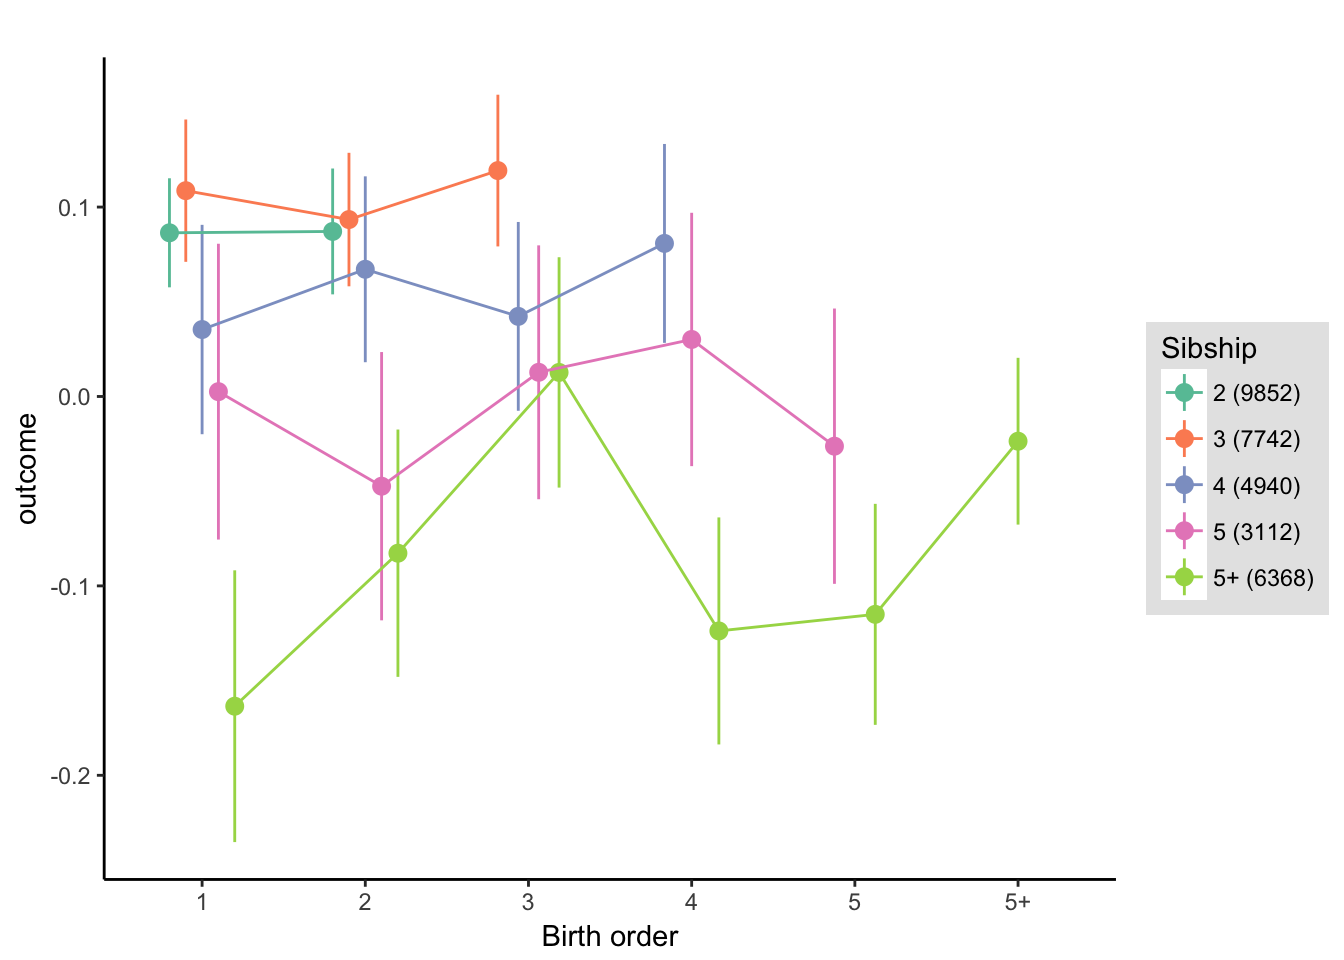 0.1
0.0
-0.1
-0.2
outcome
1 2 3 4 5 5+
Birth order
Sibship
2 (9852)
3 (7742)
4 (4940)
5 (3112)
5+ (6368)